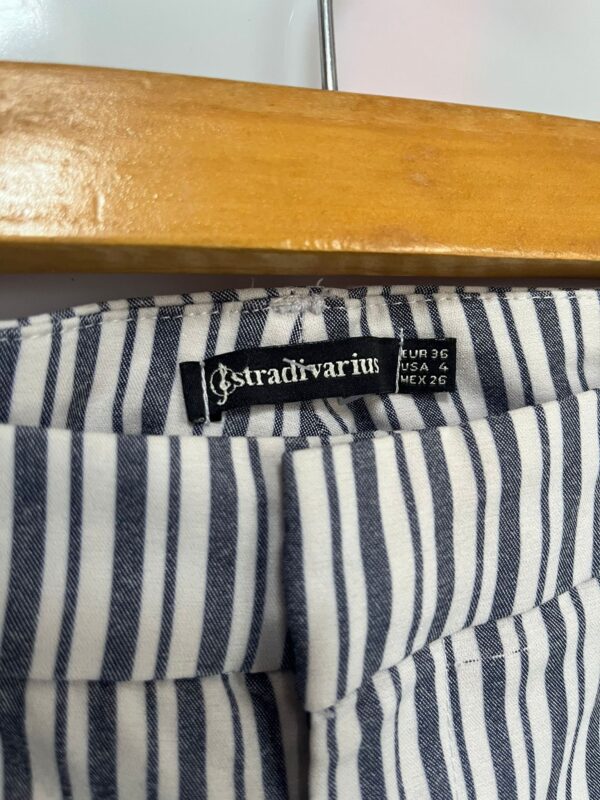 stradivarius
EUR 36
USA 4
MEX 26